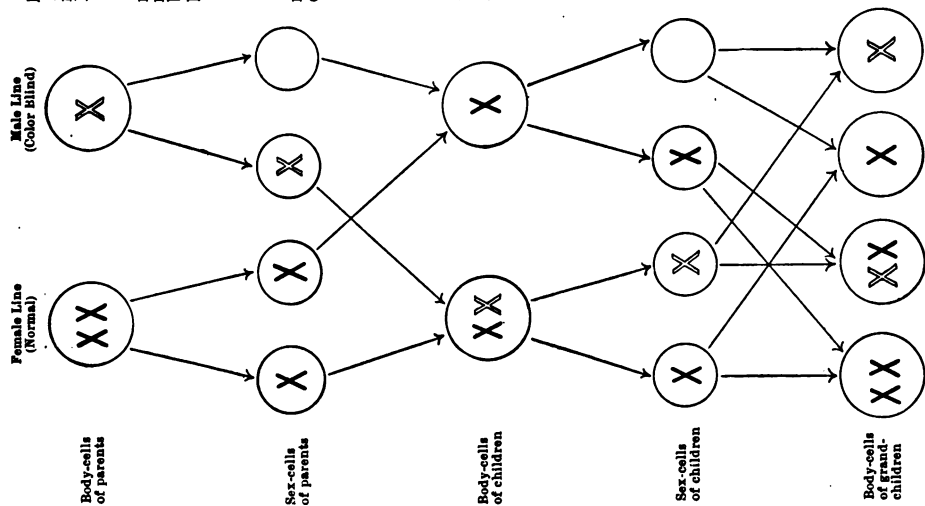 Female Line
(Normal)
Male Line
(Color Blind)
Body-cells
of parents
X X
X
Sex-cells
of parents
X
X
X
Body-cells
of children
X X
X
Sex-cells
of children
X
X
X
Body-cells
of grand-
children
X X
X X
X
X